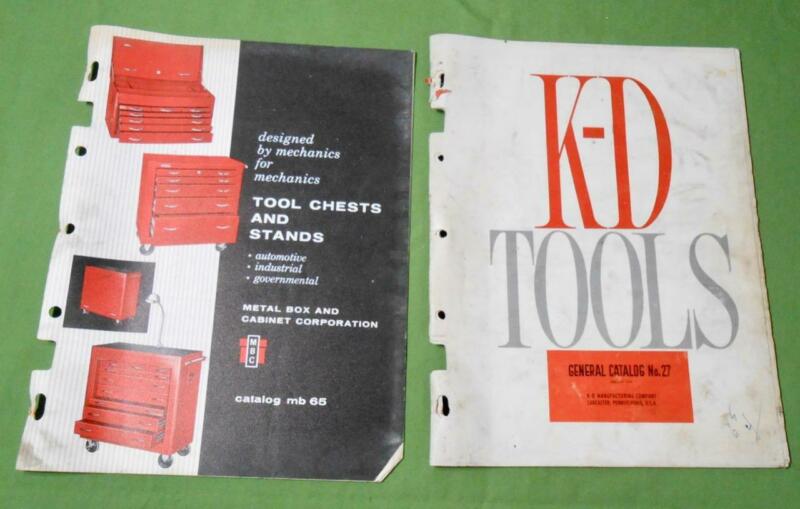 designed
by mechanics
for
mechanics
TOOL CHESTS
AND
STANDS
• automotive
• industrial
• governmental
METAL BOX AND
CABINET CORPORATION
MBC
catalog mb 65
K-D
TOOLS
GENERAL CATALOG No. 27
K-D MANUFACTURING COMPANY
LANCASTER, PENNSYLVANIA, U.S.A.